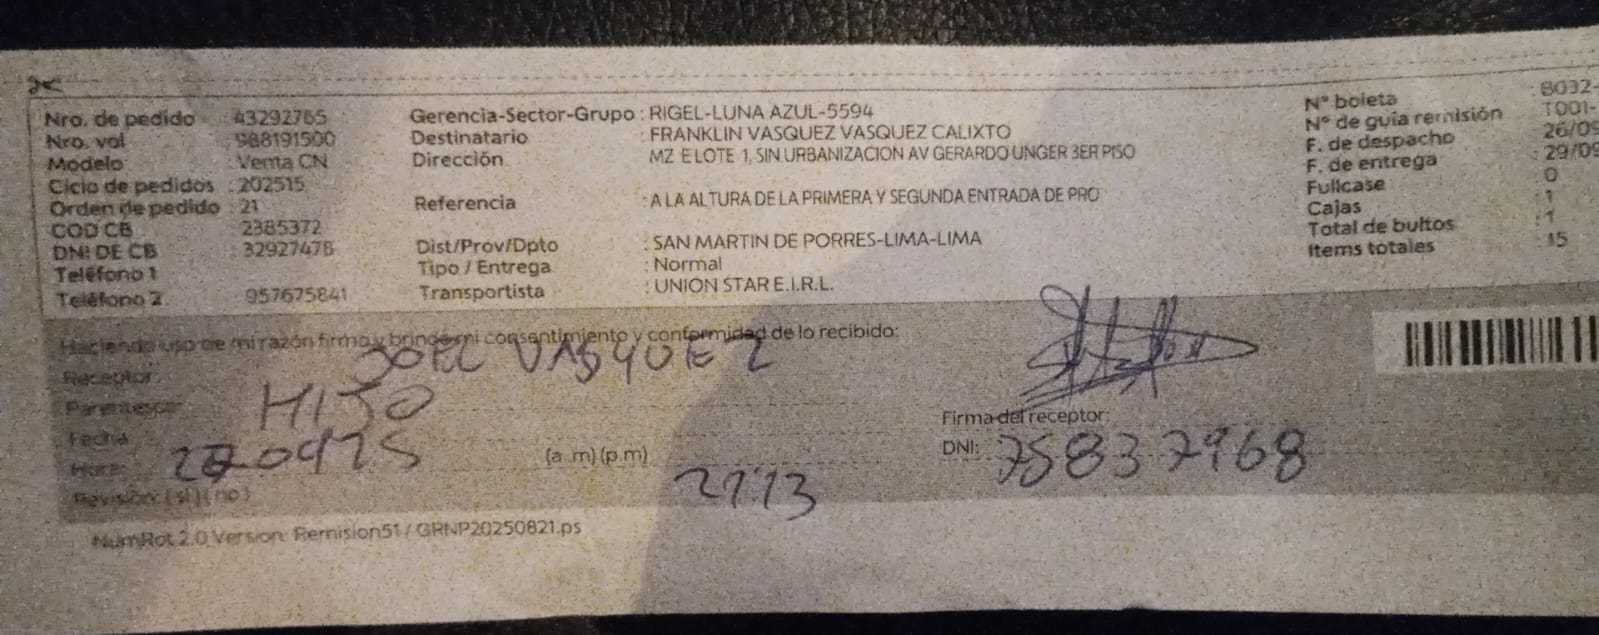 Nro. de pedido : 43292765
Nro. vol : 988191500
Modelo : Venta CN
Ciclo de pedidos : 202515
Orden de pedido : 21
COD CB : 2385372
DNI DE CB : 32927478
Teléfono 1
Teléfono 2 : 957675841
Gerencia-Sector-Grupo : RIGEL-LUNA AZUL-5594
Destinatario : FRANKLIN VASQUEZ VASQUEZ CALIXTO
Dirección MZ E LOTE 1, SIN URBANIZACION AV GERARDO UNGER 3ER PISO
Referencia : A LA ALTURA DE LA PRIMERA Y SEGUNDA ENTRADA DE PRO
Dist/Prov/Dpto : SAN MARTIN DE PORRES-LIMA-LIMA
Tipo / Entrega : Normal
Transportista : UNION STAR E.I.R.L.
N° boleta : B032-
N° de guía remisión : T001-
F. de despacho : 26/09
F. de entrega : 29/09
Fullcase : 0
Cajas : 1
Total de bultos : 1
Items totales : 15
Haciendo uso de mi razón firmo y brindo mi consentimiento y conformidad de lo recibido:
Receptor: JOEL VASQUEZ
Parentesco: HIJO
Fecha
Hora: (a .m) (p.m) 2113
Revisión: ( si ) ( no )
Firma del receptor:
DNI: 75837968
NumRot 2.0 Version: Remision51 / GRNP20250821.ps